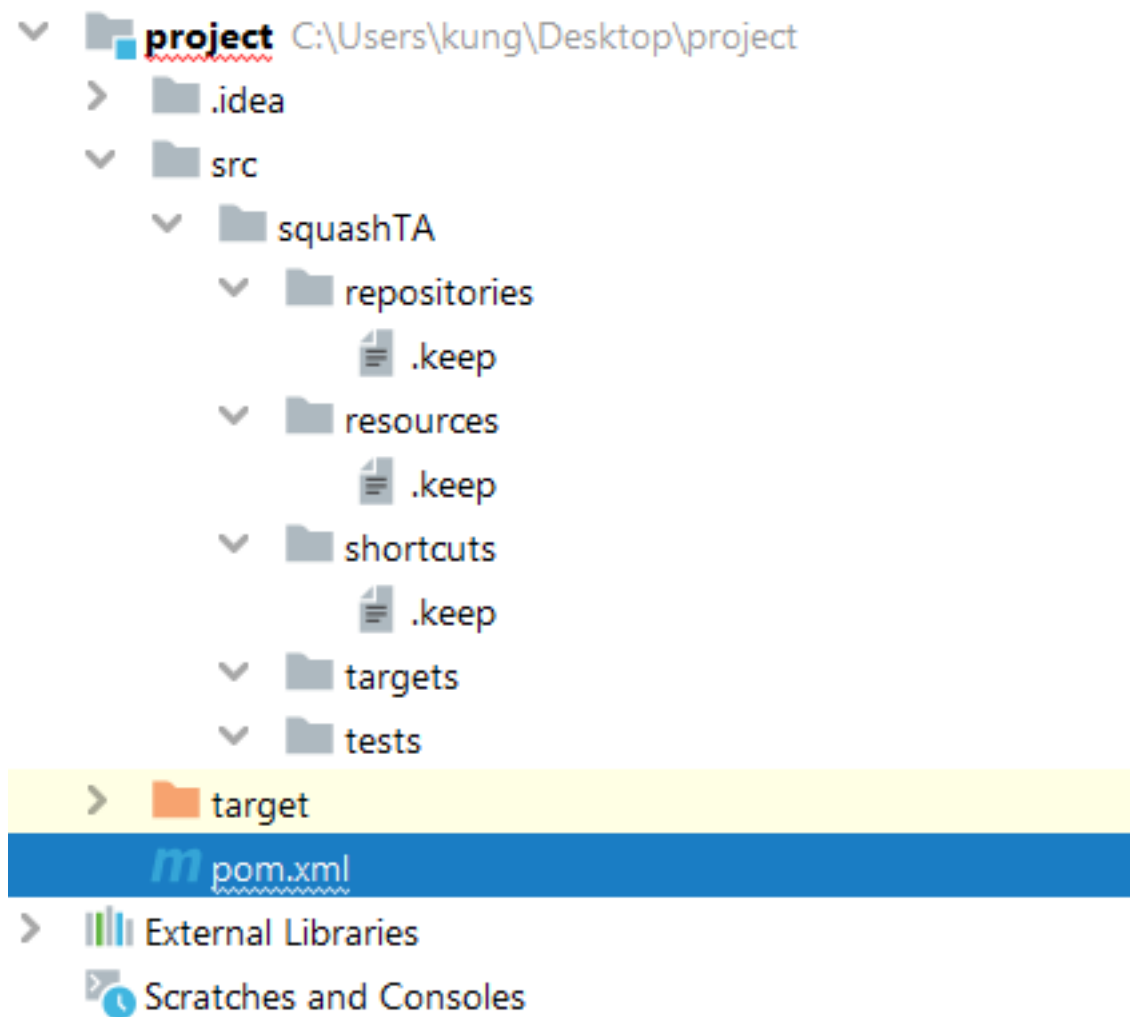 project C:\Users\kung\Desktop\project
.idea
src
squashTA
repositories
.keep
resources
.keep
shortcuts
.keep
targets
tests
target
m pom.xml
External Libraries
Scratches and Consoles